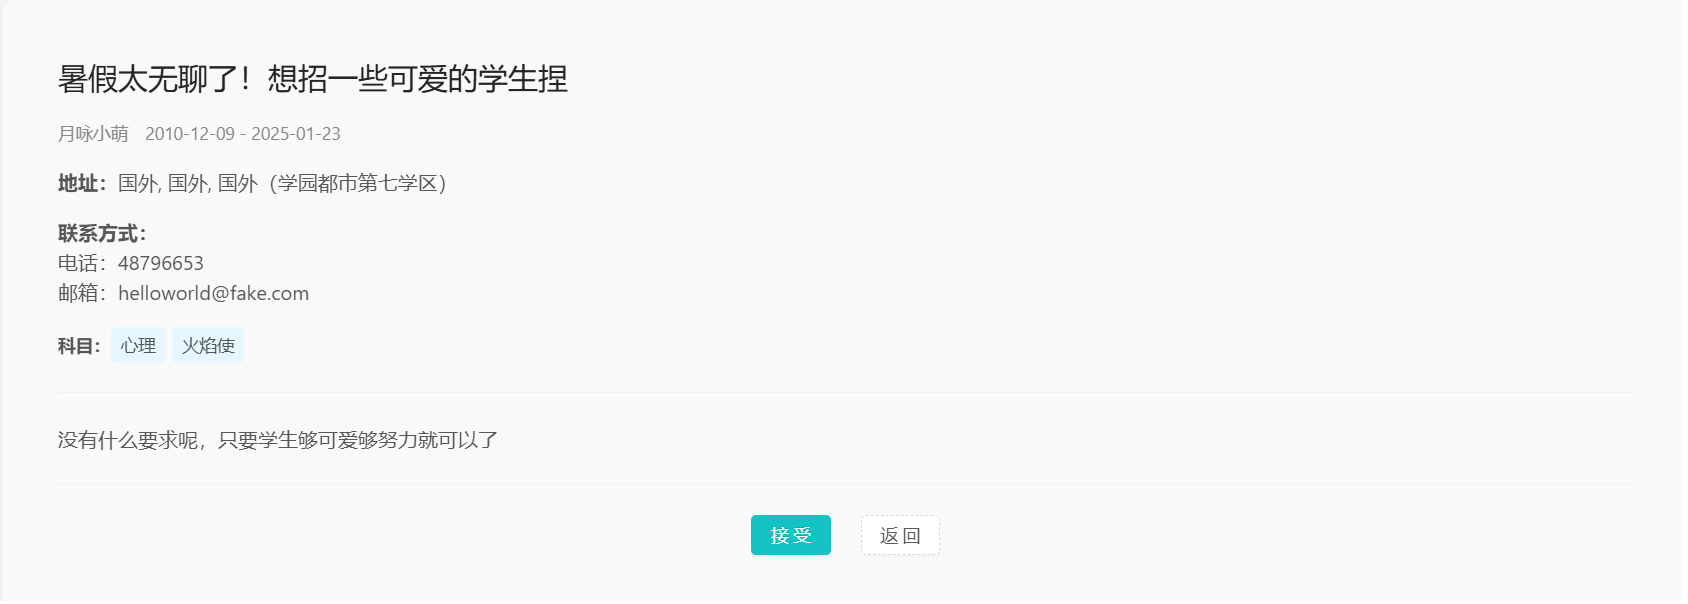 暑假太无聊了！想招一些可爱的学生捏
月咏小萌 2010-12-09 - 2025-01-23
地址：国外, 国外, 国外（学园都市第七学区）
联系方式：
电话：48796653
邮箱：helloworld@fake.com
科目： 心理 火焰使
没有什么要求呢，只要学生够可爱够努力就可以了
接受 返回